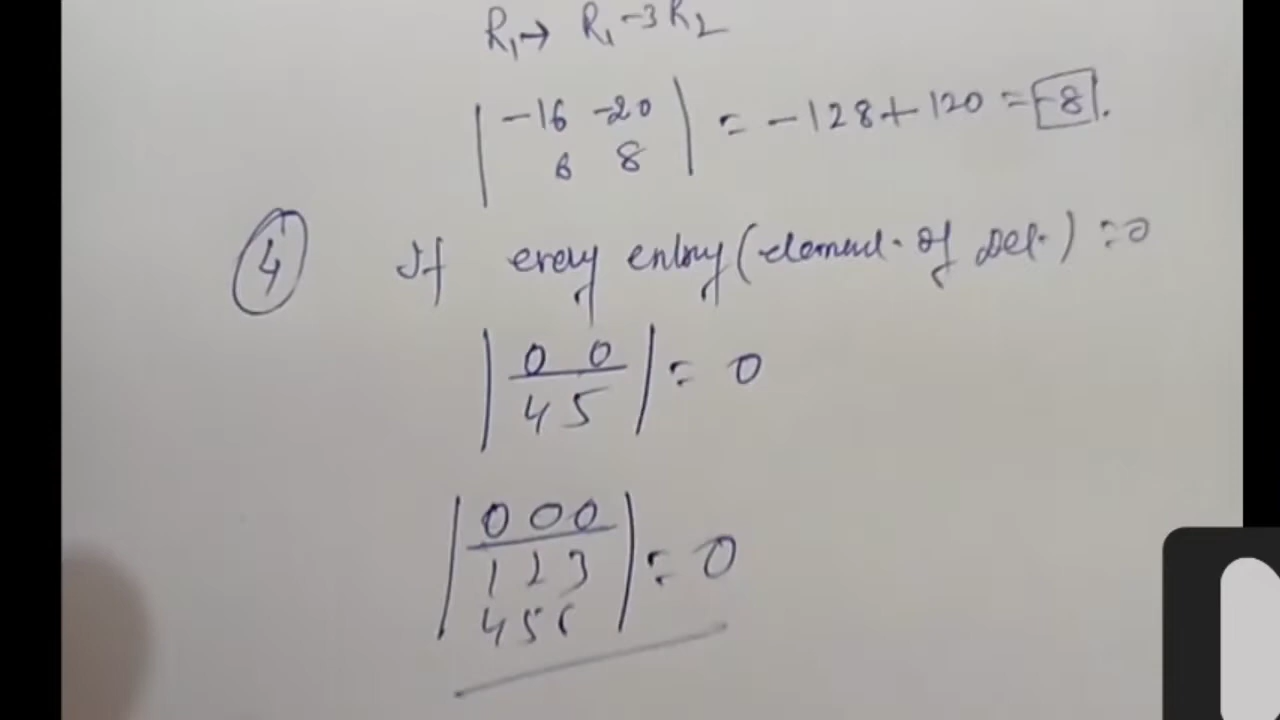 R₁→ R₁-3R₂
| -16 -20 | = -128+120 = -8.
| 6 8 |
4 If every entry (element. of Det.) = 0
| 0 0 | = 0
| 4 5 |
| 0 0 0 |
| 1 2 3 | = 0
| 4 5 6 |